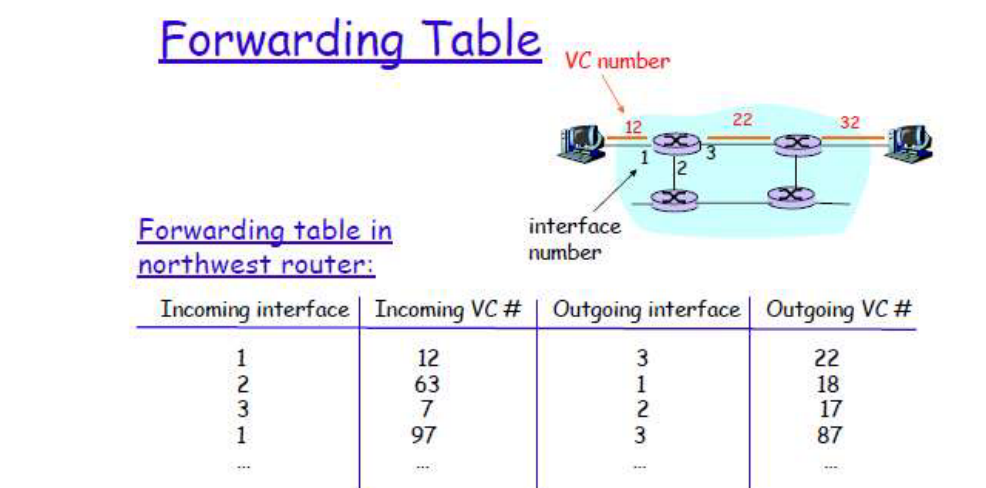 Forwarding Table
VC number
12 22 32
1 3
2
interface
number
Forwarding table in
northwest router:
Incoming interface Incoming VC # Outgoing interface Outgoing VC #
1 12 3 22
2 63 1 18
3 7 2 17
1 97 3 87
... ... ... ...